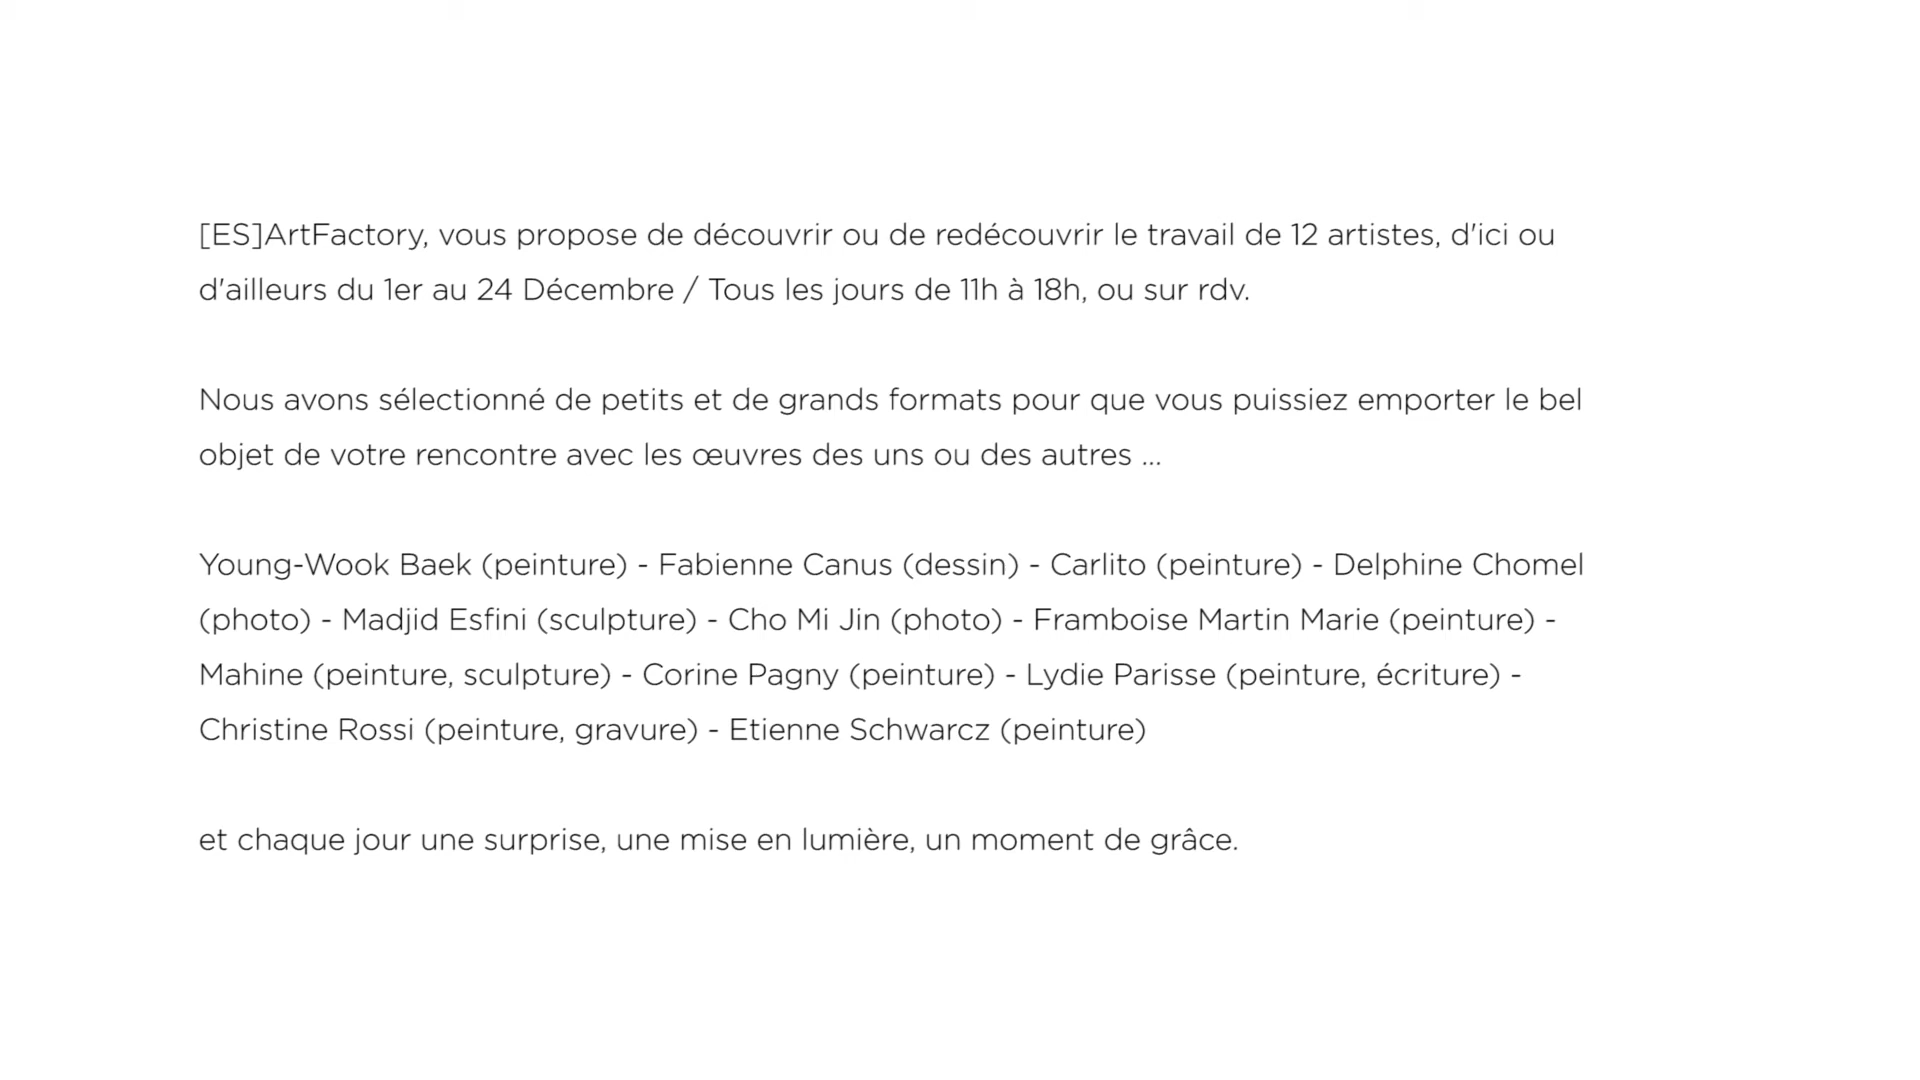 [ES]ArtFactory, vous propose de découvrir ou de redécouvrir le travail de 12 artistes, d'ici ou
d'ailleurs du 1er au 24 Décembre / Tous les jours de 11h à 18h, ou sur rdv.
Nous avons sélectionné de petits et de grands formats pour que vous puissiez emporter le bel
objet de votre rencontre avec les œuvres des uns ou des autres ...
Young-Wook Baek (peinture) - Fabienne Canus (dessin) - Carlito (peinture) - Delphine Chomel
(photo) - Madjid Esfini (sculpture) - Cho Mi Jin (photo) - Framboise Martin Marie (peinture) -
Mahine (peinture, sculpture) - Corine Pagny (peinture) - Lydie Parisse (peinture, écriture) -
Christine Rossi (peinture, gravure) - Etienne Schwarcz (peinture)
et chaque jour une surprise, une mise en lumière, un moment de grâce.